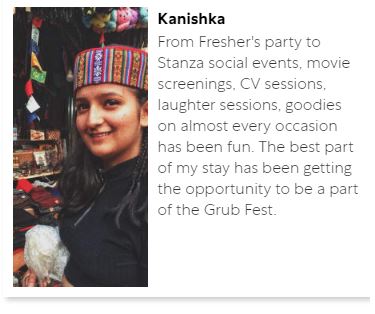 Kanishka
From Fresher's party to
Stanza social events, movie
screenings, CV sessions,
laughter sessions, goodies
on almost every occasion
has been fun. The best part
of my stay has been getting
the opportunity to be a part
of the Grub Fest.